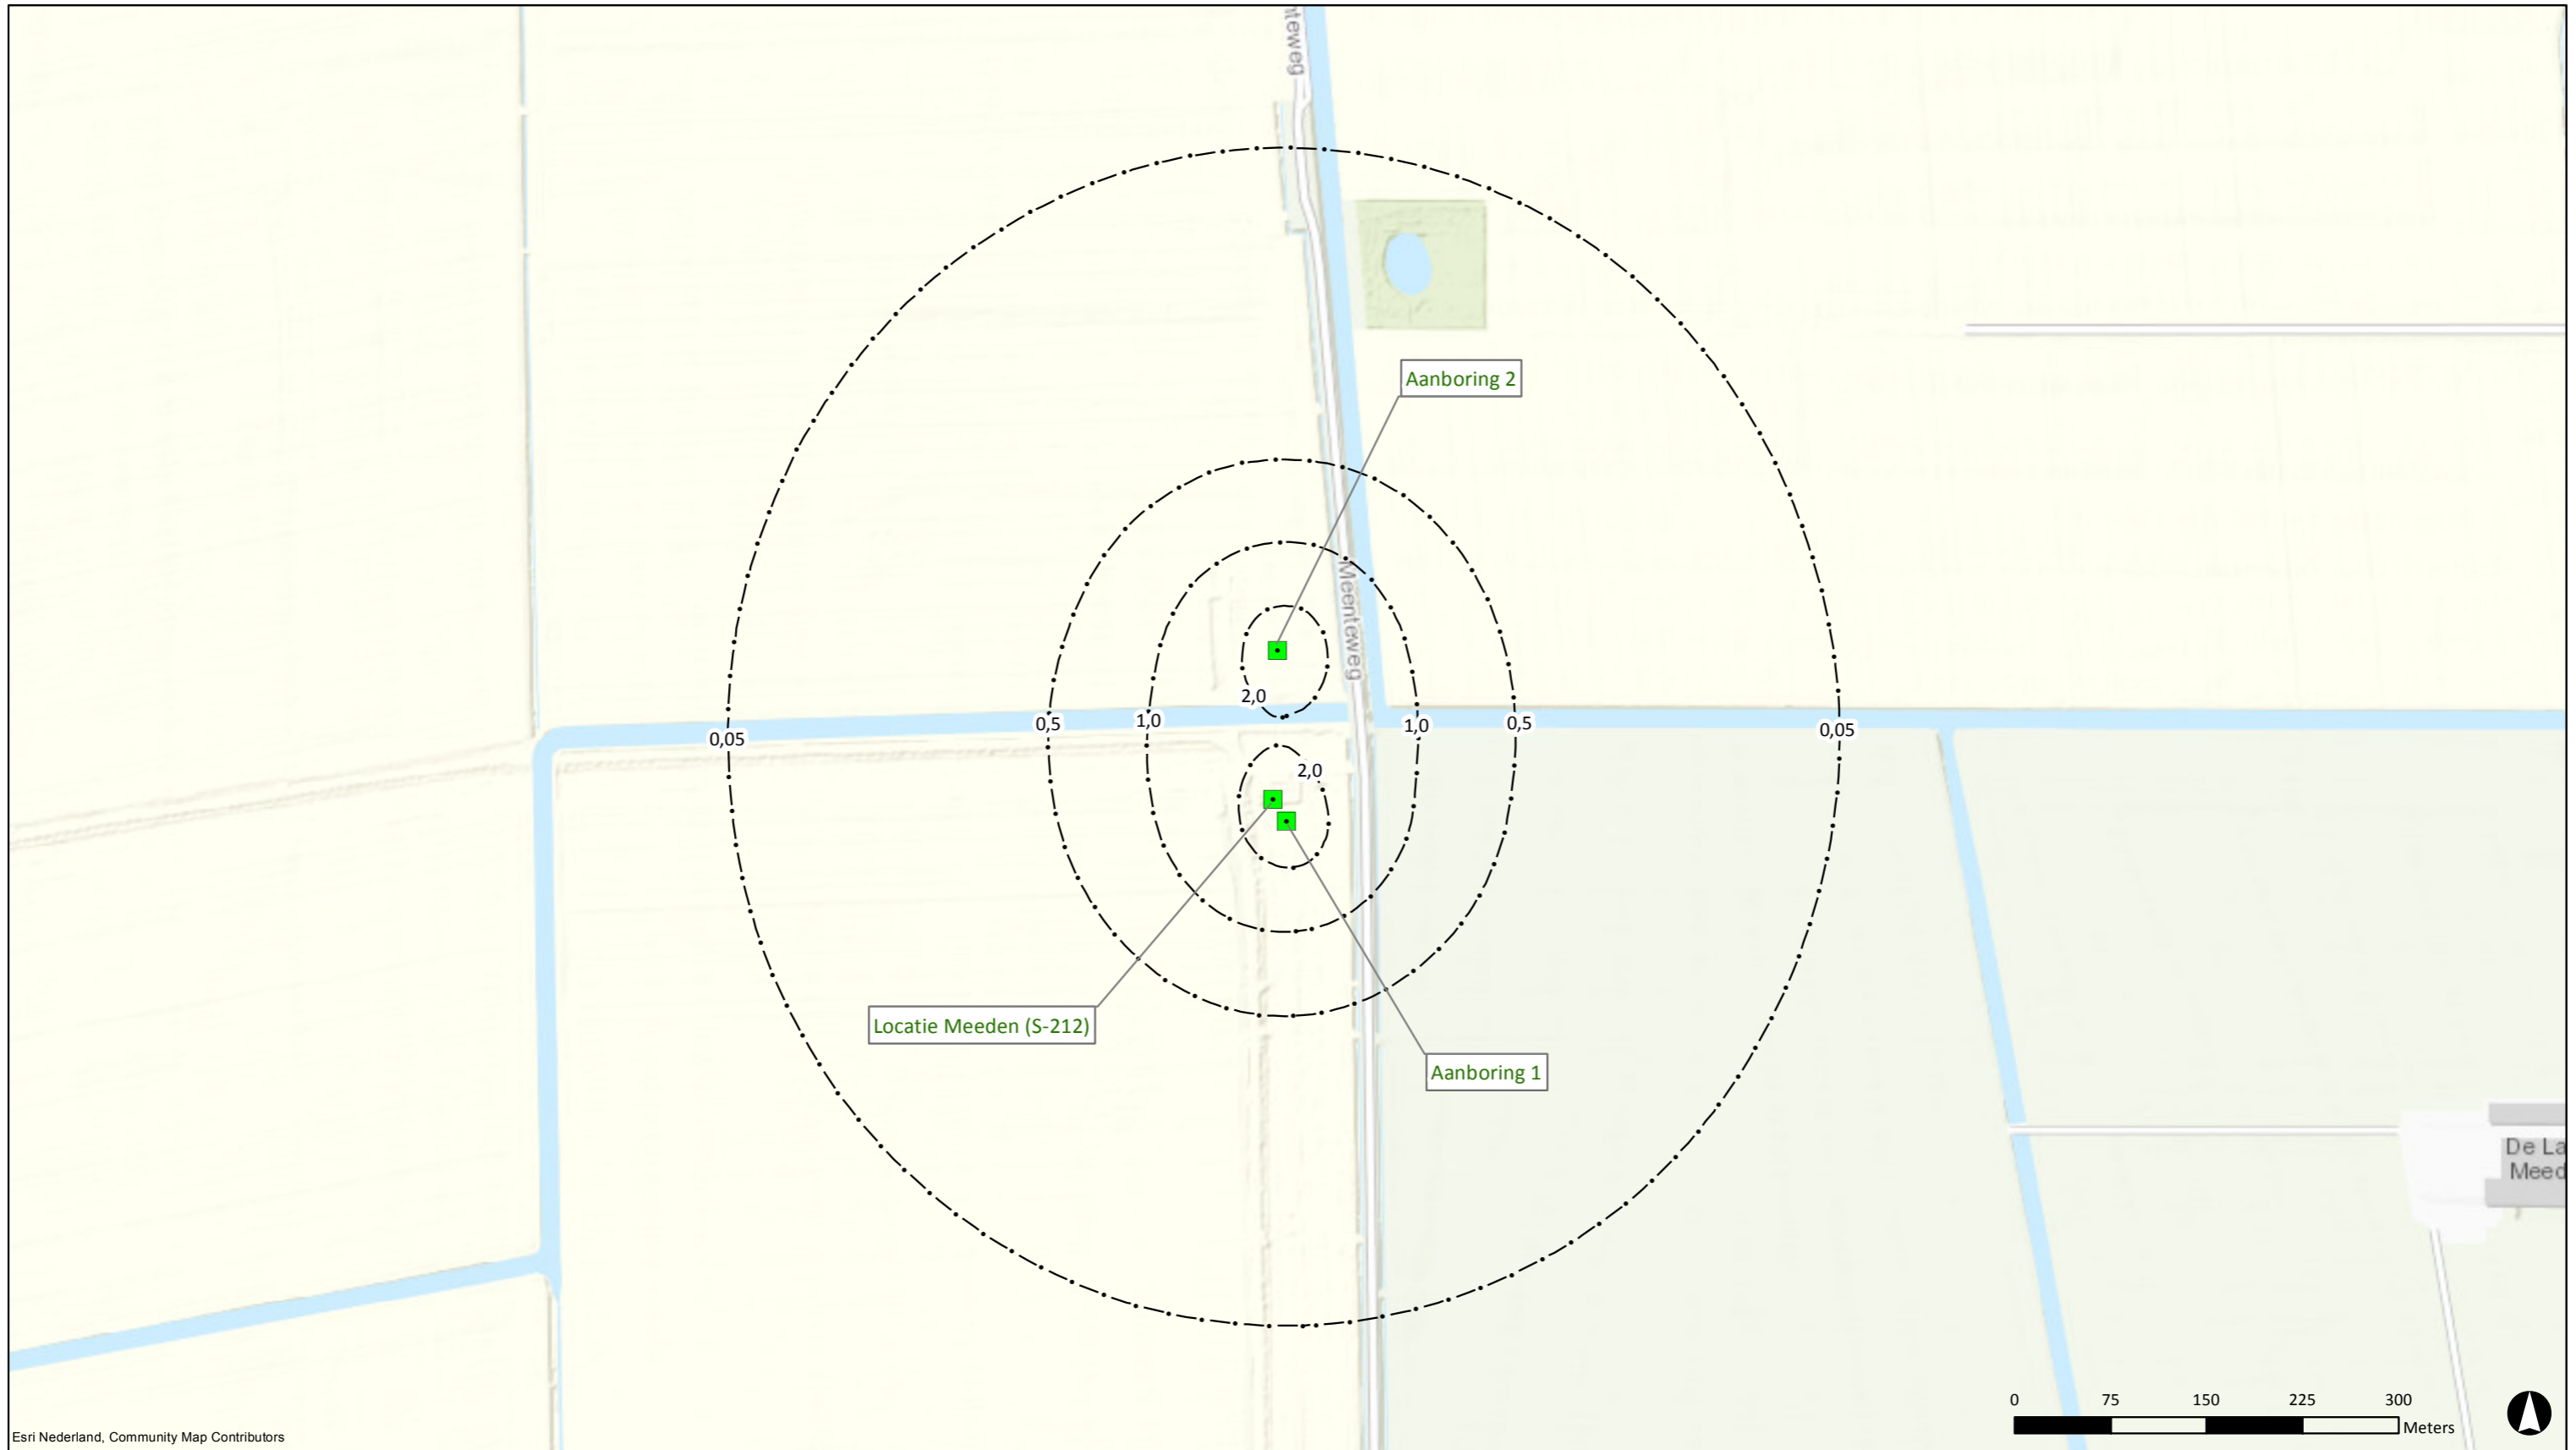 nteweg
Aanboring 2
Meenteweg
2,0
0,05
0,5
1,0
1,0
0,5
0,05
2,0
Locatie Meeden (S-212)
Aanboring 1
De La
Meed
0 75 150 225 300
Meters
Esri Nederland, Community Map Contributors